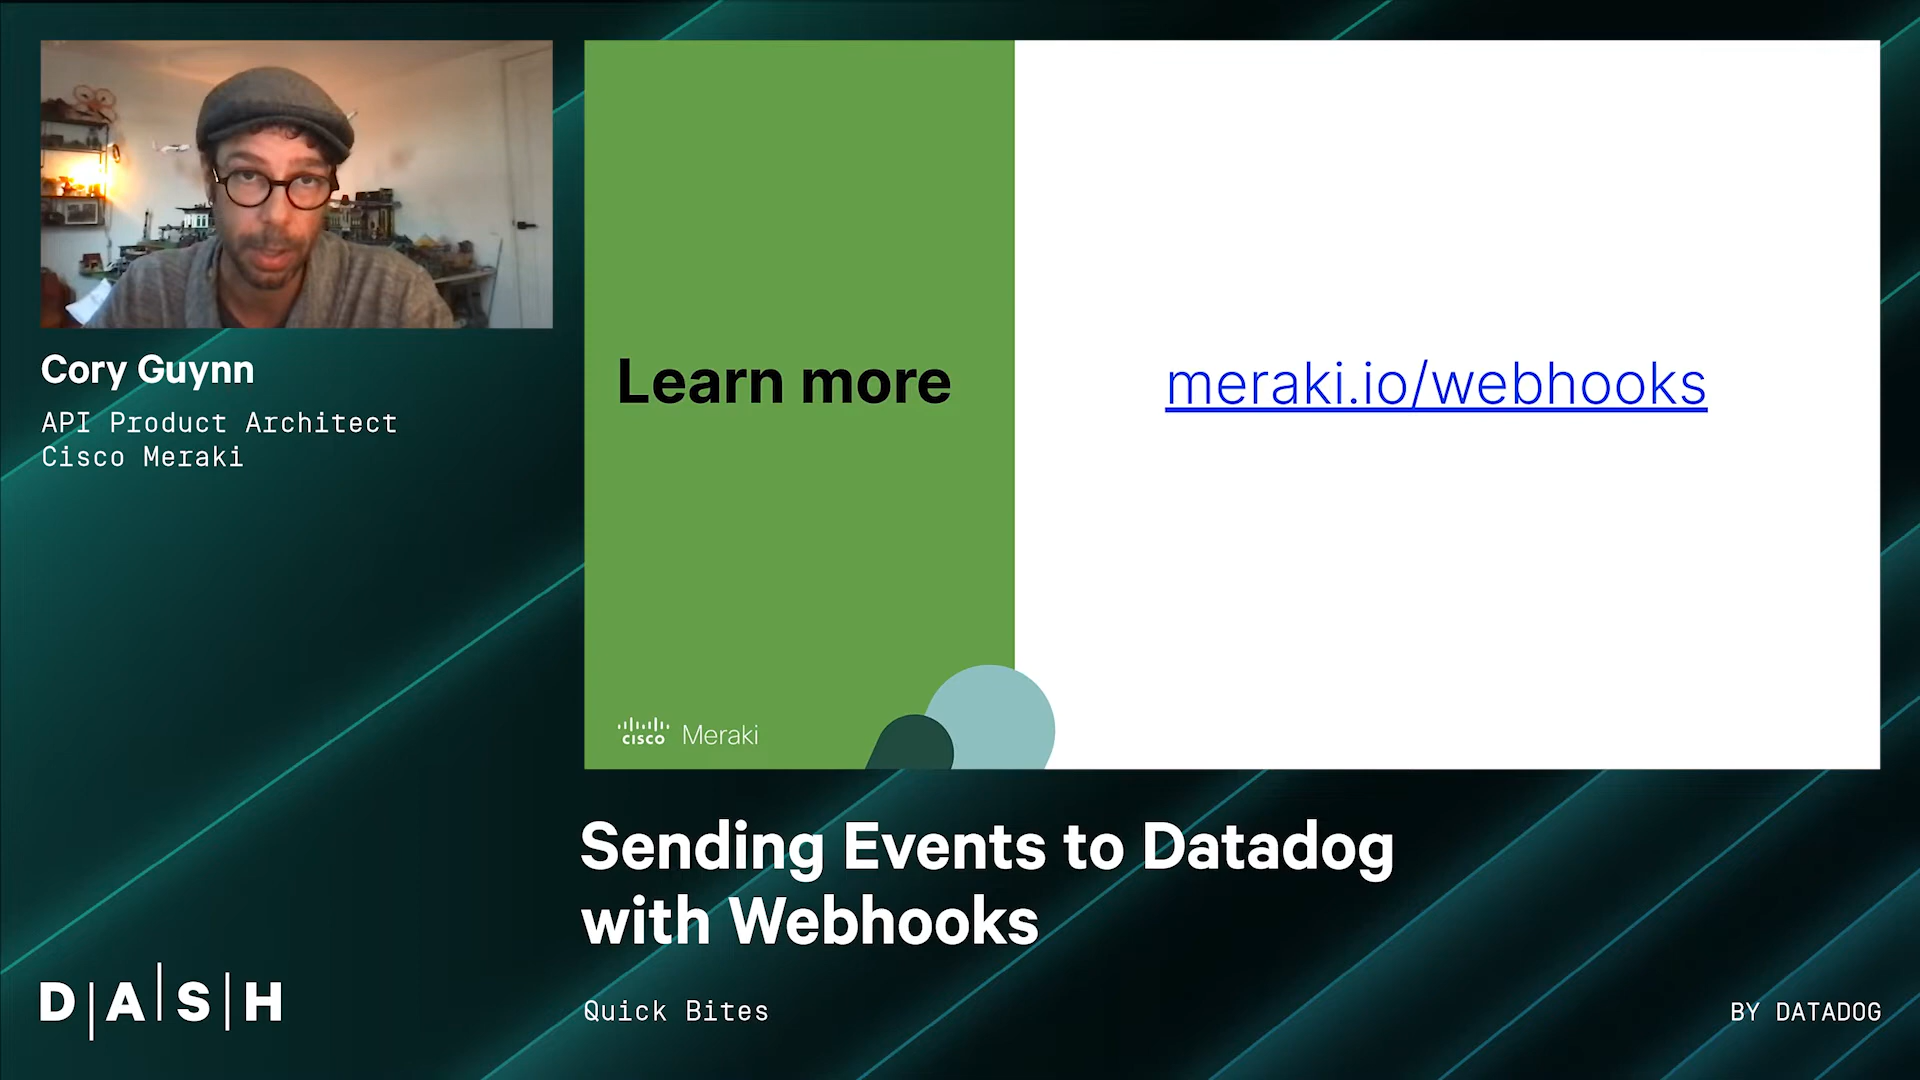 Cory Guynn
API Product Architect
Cisco Meraki
Learn more
meraki.io/webhooks
CISCO Meraki
Sending Events to Datadog
with Webhooks
Quick Bites
D|A|S|H
BY DATADOG